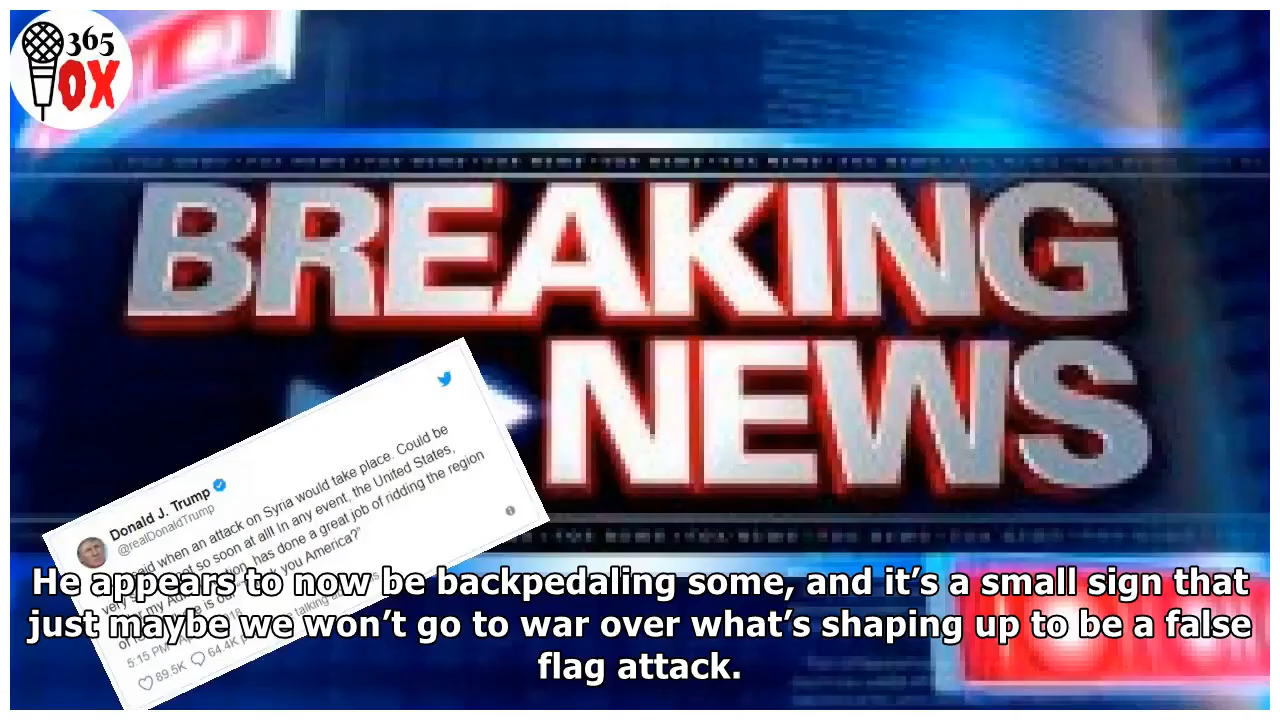 365
OX
BREAKING
NEWS
Donald J. Trump
@realDonaldTrump
said when an attack on Syria would take place. Could be
very not so soon at all! In any event, the United States,
my has done a great job of ridding the region
you America?”
5:15 PM
89.5K 64.4K talking
He appears to now be backpedaling some, and it’s a small sign that
just maybe we won’t go to war over what’s shaping up to be a false
flag attack.